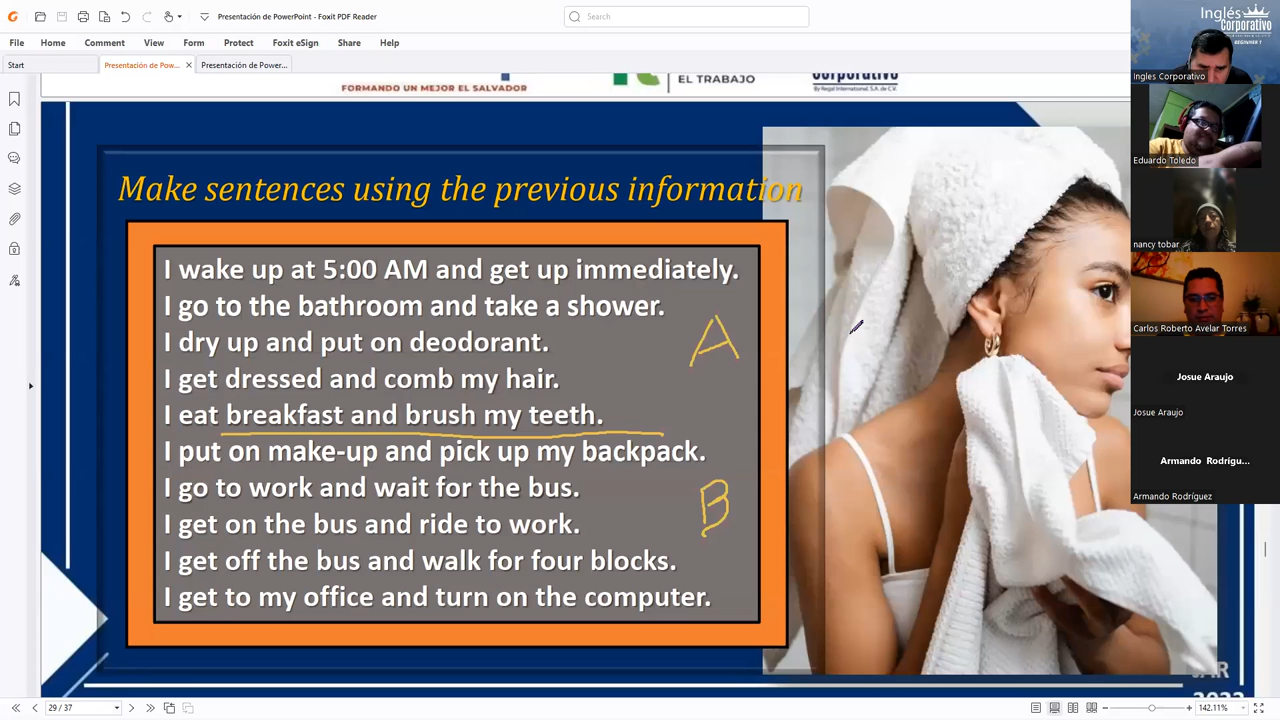 Presentación de PowerPoint - Foxit PDF Reader
Search
File Home Comment View Form Protect Foxit eSign Share Help
Start
Presentación de Pow...
Presentación de Power...
FORMANDO UN MEJOR EL SALVADOR
EL TRABAJO
Corporativo
By Regal International, S.A. de C.V.
Make sentences using the previous information
I wake up at 5:00 AM and get up immediately.
I go to the bathroom and take a shower.
I dry up and put on deodorant.
A
I get dressed and comb my hair.
I eat breakfast and brush my teeth.
I put on make-up and pick up my backpack.
I go to work and wait for the bus.
B
I get on the bus and ride to work.
I get off the bus and walk for four blocks.
I get to my office and turn on the computer.
Inglés
Corporativo
BEGINNER 1
Ingles Corporativo
Eduardo Toledo
nancy tobar
Carlos Roberto Avelar Torres
Josue Araujo
Josue Araujo
Armando Rodrígu...
Armando Rodríguez
29 / 37
142.11%